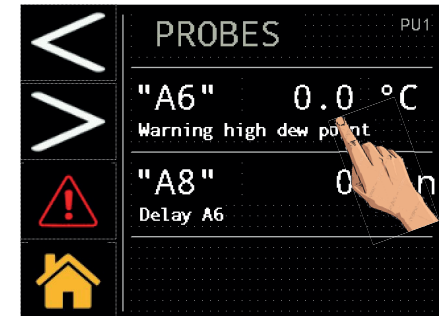 PROBES
PU1
"A6" 0.0 °C
Warning high dew point
"A8" 0
Delay A6